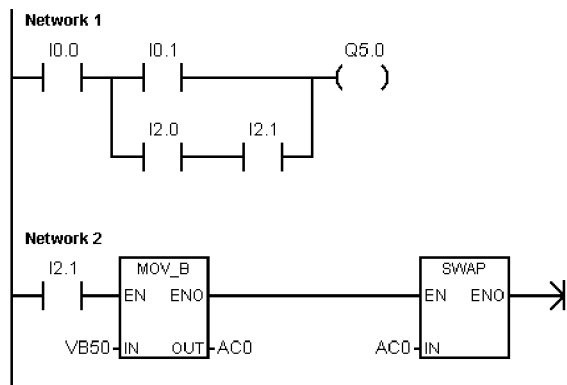 Network 1
I0.0 I0.1 Q5.0
I2.0 I2.1
Network 2
I2.1 MOV_B SWAP
EN ENO EN ENO
VB50 IN OUT AC0 AC0 IN